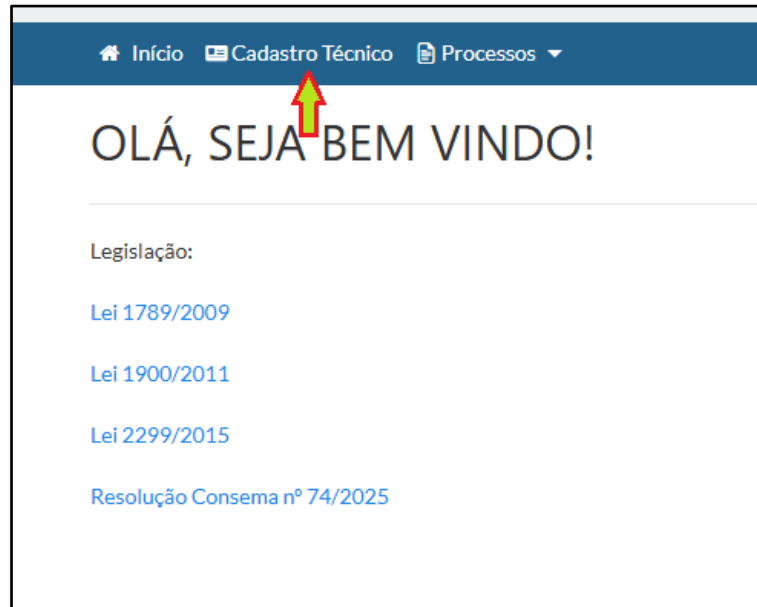 Início Cadastro Técnico Processos
OLÁ, SEJA BEM VINDO!
Legislação:
Lei 1789/2009
Lei 1900/2011
Lei 2299/2015
Resolução Consema nº 74/2025